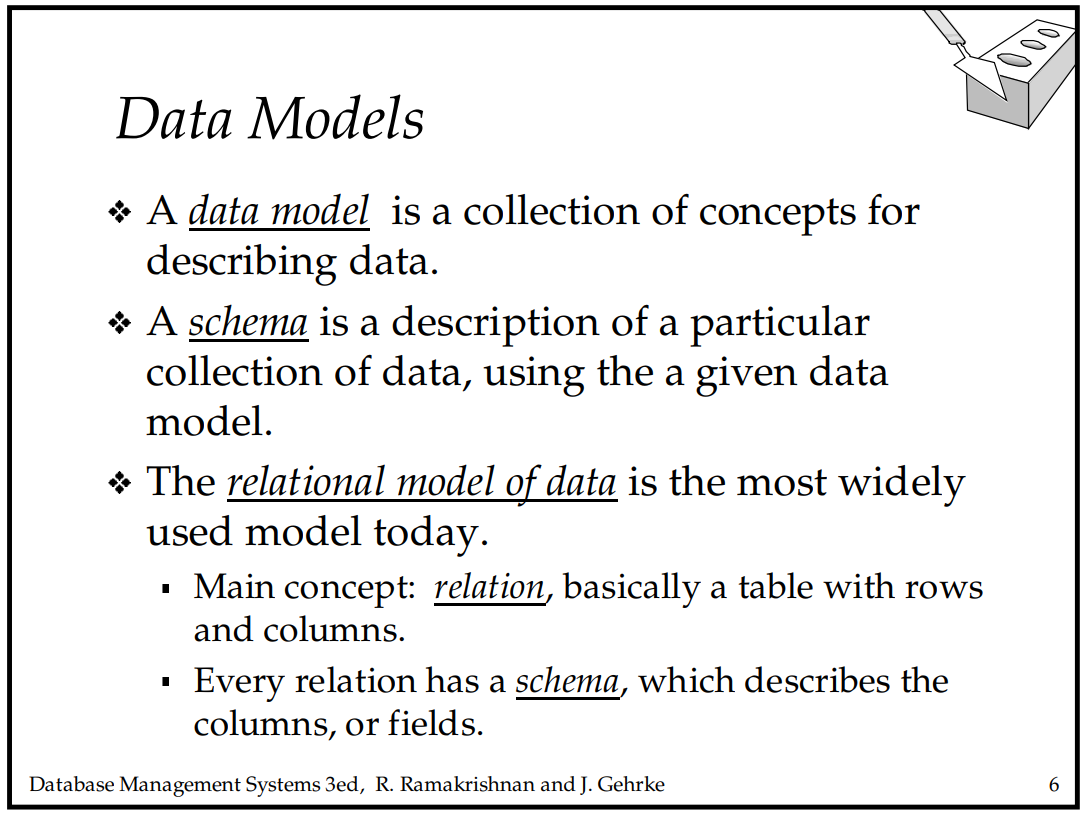 Data Models
❖ A data model is a collection of concepts for
describing data.
❖ A schema is a description of a particular
collection of data, using the a given data
model.
❖ The relational model of data is the most widely
used model today.
▪ Main concept: relation, basically a table with rows
and columns.
▪ Every relation has a schema, which describes the
columns, or fields.
Database Management Systems 3ed, R. Ramakrishnan and J. Gehrke
6